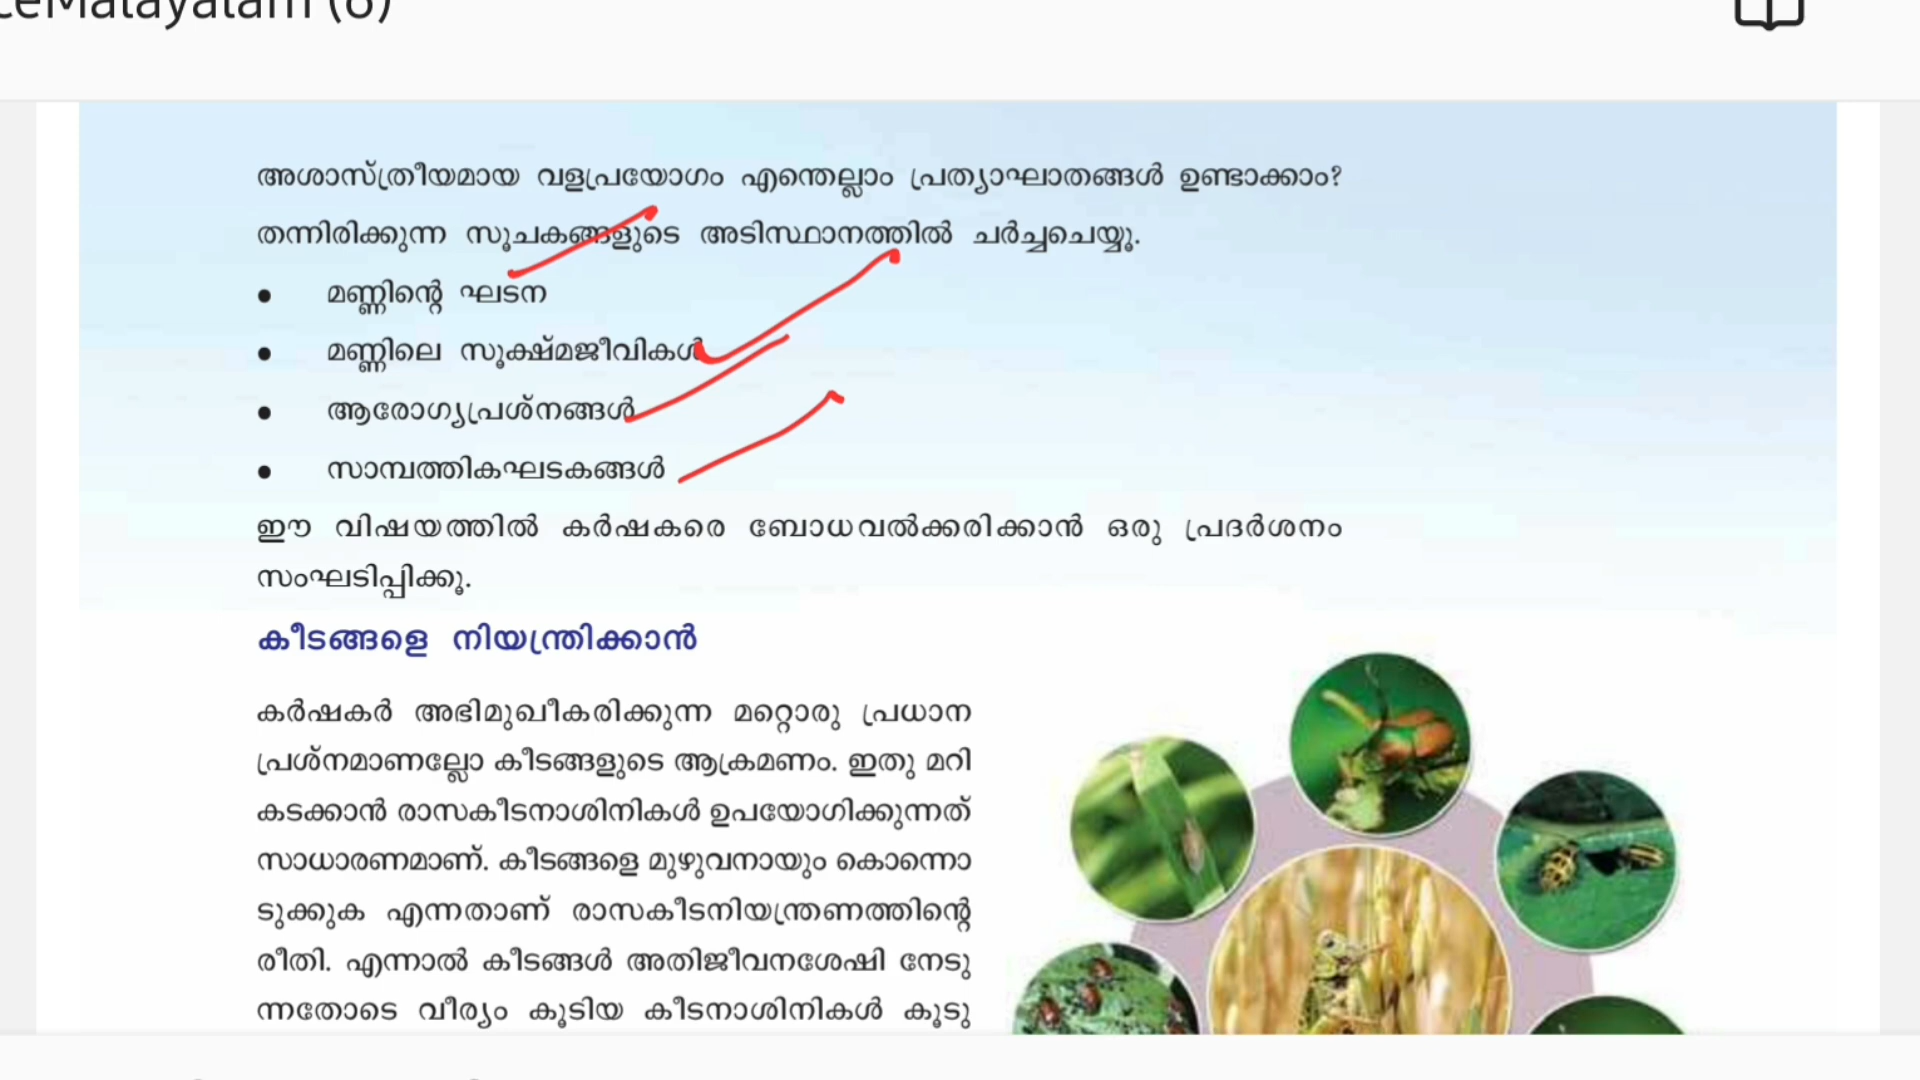 അശാസ്ത്രീയമായ വളപ്രയോഗം എന്തെല്ലാം പ്രത്യാഘാതങ്ങൾ ഉണ്ടാക്കാം?
തന്നിരിക്കുന്ന സൂചകങ്ങളുടെ അടിസ്ഥാനത്തിൽ ചർച്ചചെയ്യൂ.
• മണ്ണിന്റെ ഘടന
• മണ്ണിലെ സൂക്ഷ്മജീവികൾ
• ആരോഗ്യപ്രശ്നങ്ങൾ
• സാമ്പത്തികഘടകങ്ങൾ
ഈ വിഷയത്തിൽ കർഷകരെ ബോധവൽക്കരിക്കാൻ ഒരു പ്രദർശനം
സംഘടിപ്പിക്കൂ.
കീടങ്ങളെ നിയന്ത്രിക്കാൻ
കർഷകർ അഭിമുഖീകരിക്കുന്ന മറ്റൊരു പ്രധാന
പ്രശ്നമാണല്ലോ കീടങ്ങളുടെ ആക്രമണം. ഇതു മറി
കടക്കാൻ രാസകീടനാശിനികൾ ഉപയോഗിക്കുന്നത്
സാധാരണമാണ്. കീടങ്ങളെ മുഴുവനായും കൊന്നൊ
ടുക്കുക എന്നതാണ് രാസകീടനിയന്ത്രണത്തിന്റെ
രീതി. എന്നാൽ കീടങ്ങൾ അതിജീവനശേഷി നേടു
ന്നതോടെ വീര്യം കൂടിയ കീടനാശിനികൾ കൂടു